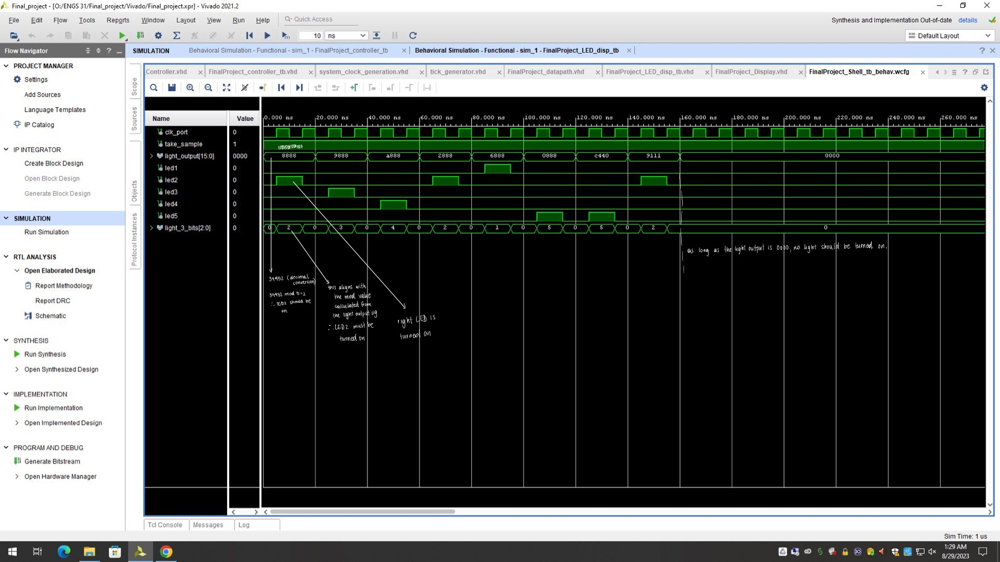 Final_project - [O:/ENGS 31/Final_project/Vivado/Final_project.xpr] - Vivado 2021.2
File Edit Flow Tools Reports Window Layout View Run Help Quick Access
Synthesis and Implementation Out-of-date details
10 ns
Default Layout
Flow Navigator
SIMULATION
Behavioral Simulation - Functional - sim_1 - FinalProject_controller_tb
Behavioral Simulation - Functional - sim_1 - FinalProject_LED_disp_tb
PROJECT MANAGER
Settings
Add Sources
Language Templates
IP Catalog
IP INTEGRATOR
Create Block Design
Open Block Design
Generate Block Design
SIMULATION
Run Simulation
RTL ANALYSIS
Open Elaborated Design
Report Methodology
Report DRC
Schematic
SYNTHESIS
Run Synthesis
Open Synthesized Design
IMPLEMENTATION
Run Implementation
Open Implemented Design
PROGRAM AND DEBUG
Generate Bitstream
Open Hardware Manager
Scope
Sources
Objects
Protocol Instances
_Controller.vhd
FinalProject_controller_tb.vhd
system_clock_generation.vhd
tick_generator.vhd
FinalProject_datapath.vhd
FinalProject_LED_disp_tb.vhd
FinalProject_Display.vhd
FinalProject_Shell_tb_behav.wcfg
Name Value
0.000 ns 20.000 ns 40.000 ns 60.000 ns 80.000 ns 100.000 ns 120.000 ns 140.000 ns 160.000 ns 180.000 ns 200.000 ns 220.000 ns 240.000 ns 260.000 ns
clk_port 0
take_sample 1
light_output[15:0] 0000 8888 9888 a888 2888 6888 0888 c440 9111 0000
led1 0
led2 0
led3 0
led4 0
led5 0
light_3_bits[2:0] 0 0 2 0 3 0 4 0 2 0 1 0 5 0 5 0 2 0
as long as the light output is 0000, no light should be turned on.
34952 (decimal
conversion)
34952 mod 5=2
∴ LED2 should be
on
this aligns with
the mod value
calculated from
the light output sig
∴ LED2 must be
turned on
right LED is
turned on
Tcl Console Messages Log
Sim Time: 1 us
1:29 AM
8/29/2023